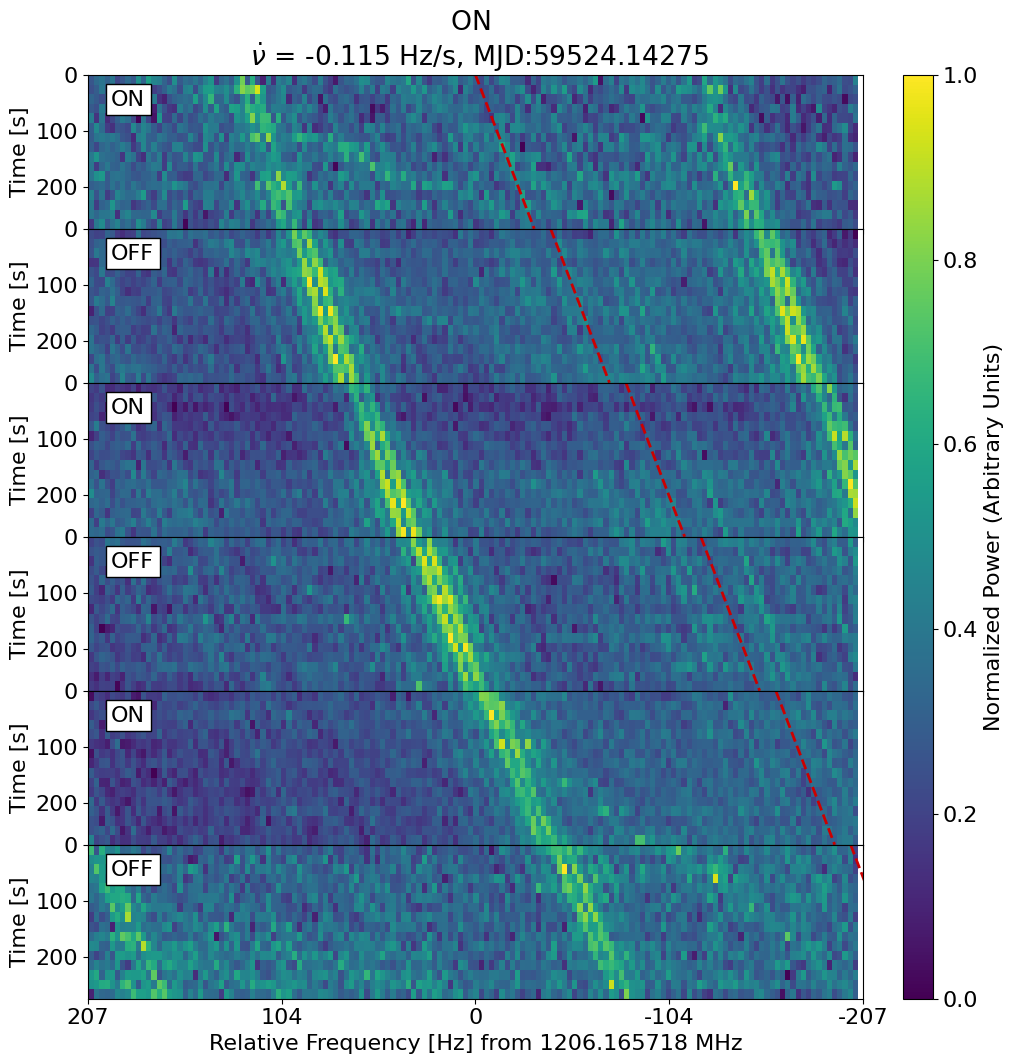 ON
ν̇ = -0.115 Hz/s, MJD:59524.14275
0
100
200
Time [s]
ON
0
100
200
Time [s]
OFF
0
100
200
Time [s]
ON
0
100
200
Time [s]
OFF
0
100
200
Time [s]
ON
0
100
200
Time [s]
OFF
207 104 0 -104 -207
Relative Frequency [Hz] from 1206.165718 MHz
1.0
0.8
0.6
0.4
0.2
0.0
Normalized Power (Arbitrary Units)